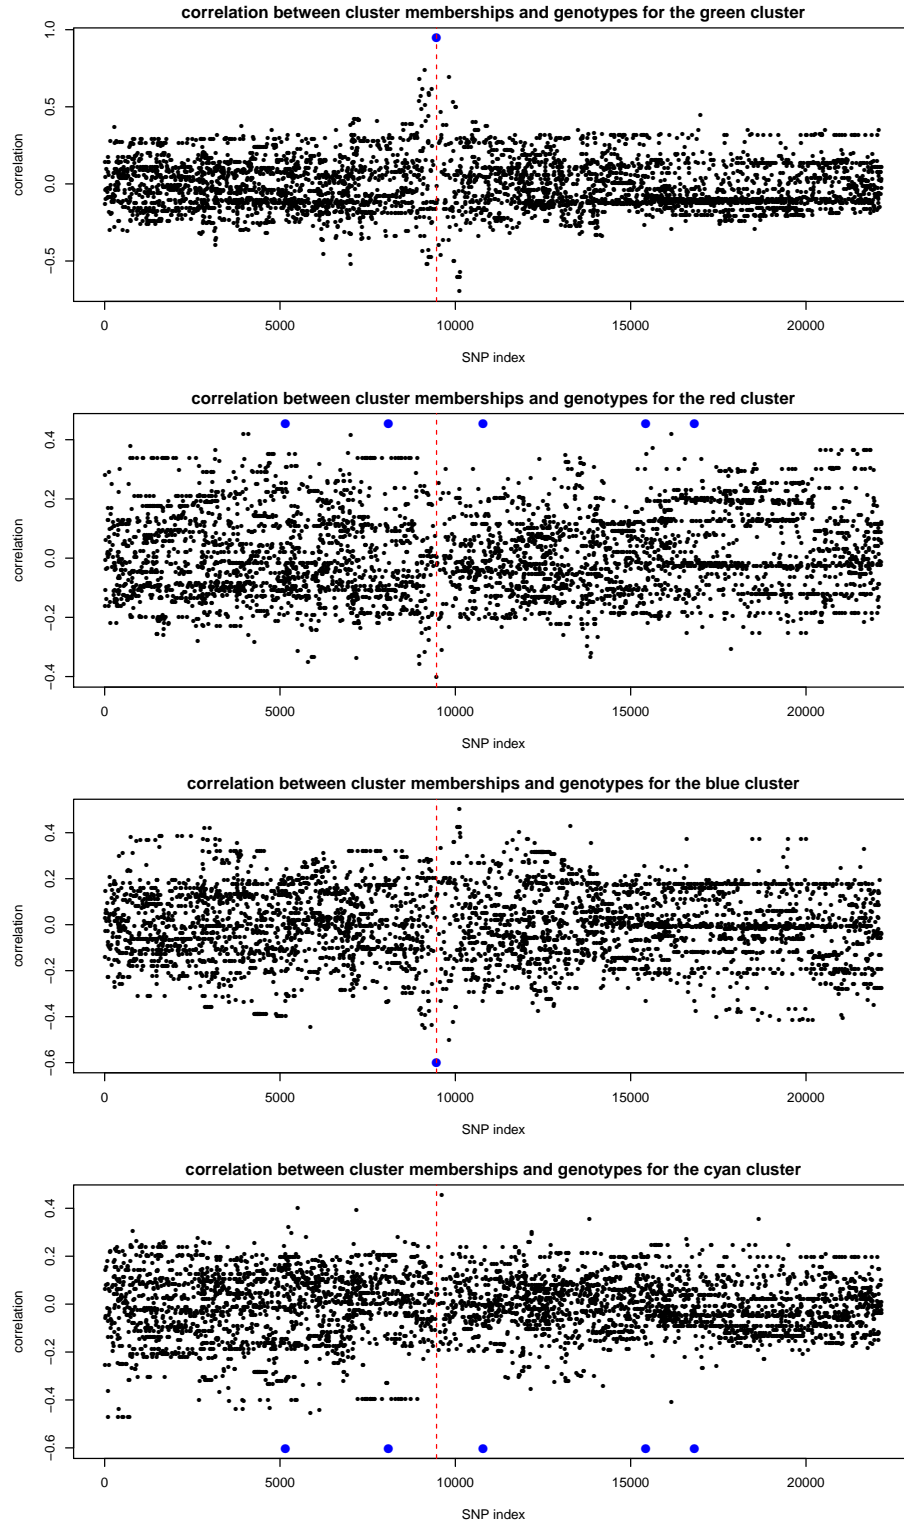 correlation between cluster memberships and genotypes for the green cluster
1.0
0.5
0.0
−0.5
correlation
0 5000 10000 15000 20000
SNP index
correlation between cluster memberships and genotypes for the red cluster
0.4
0.2
0.0
−0.2
−0.4
correlation
0 5000 10000 15000 20000
SNP index
correlation between cluster memberships and genotypes for the blue cluster
0.4
0.2
0.0
−0.2
−0.4
−0.6
correlation
0 5000 10000 15000 20000
SNP index
correlation between cluster memberships and genotypes for the cyan cluster
0.4
0.2
0.0
−0.2
−0.4
−0.6
correlation
0 5000 10000 15000 20000
SNP index